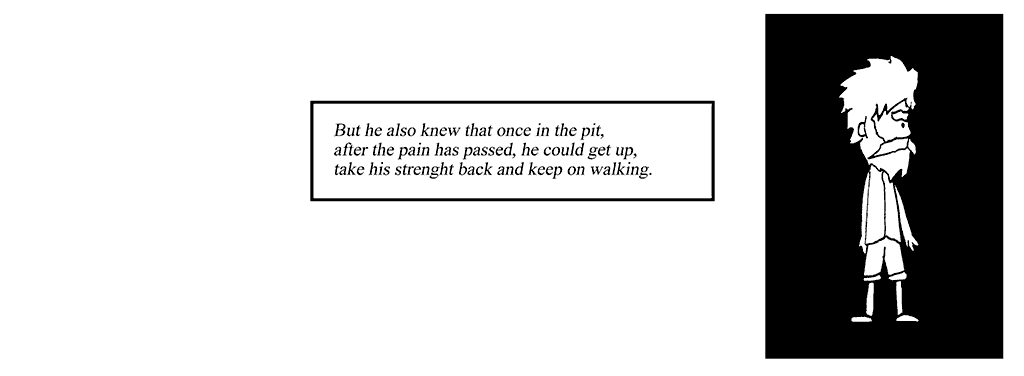 But he also knew that once in the pit,
after the pain has passed, he could get up,
take his strenght back and keep on walking.